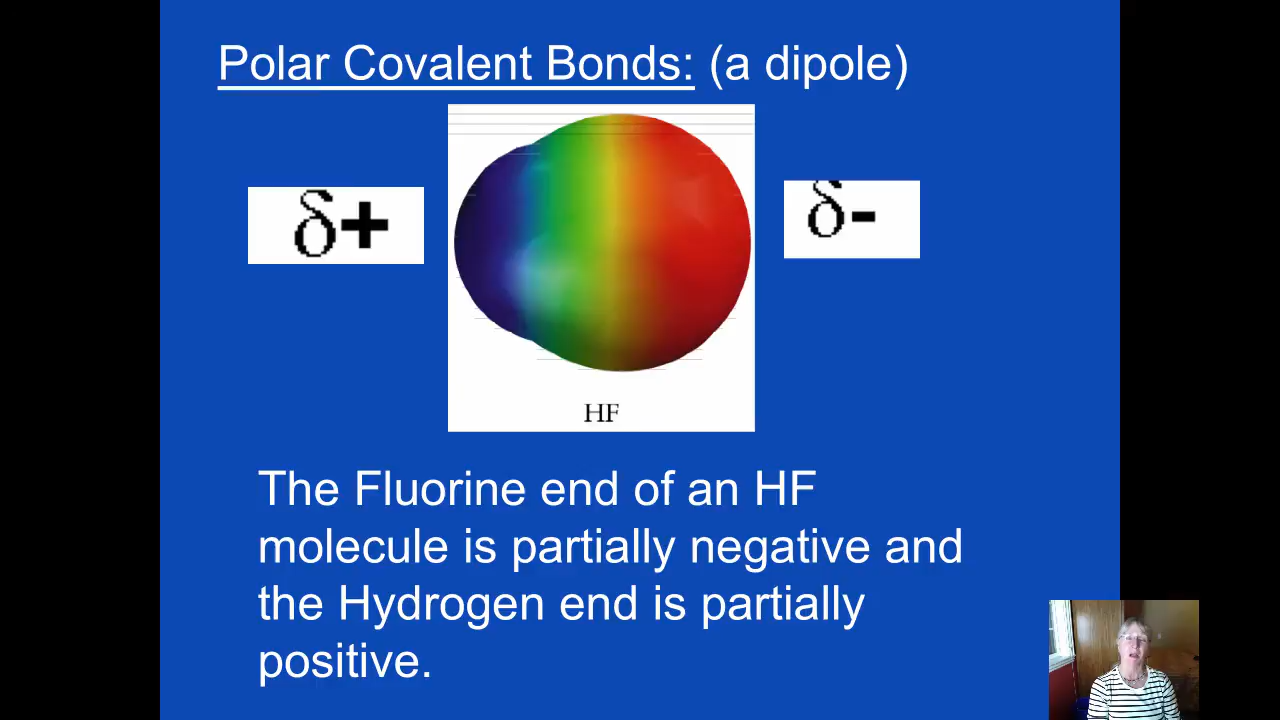 Polar Covalent Bonds: (a dipole)
δ+
δ-
HF
The Fluorine end of an HF
molecule is partially negative and
the Hydrogen end is partially
positive.